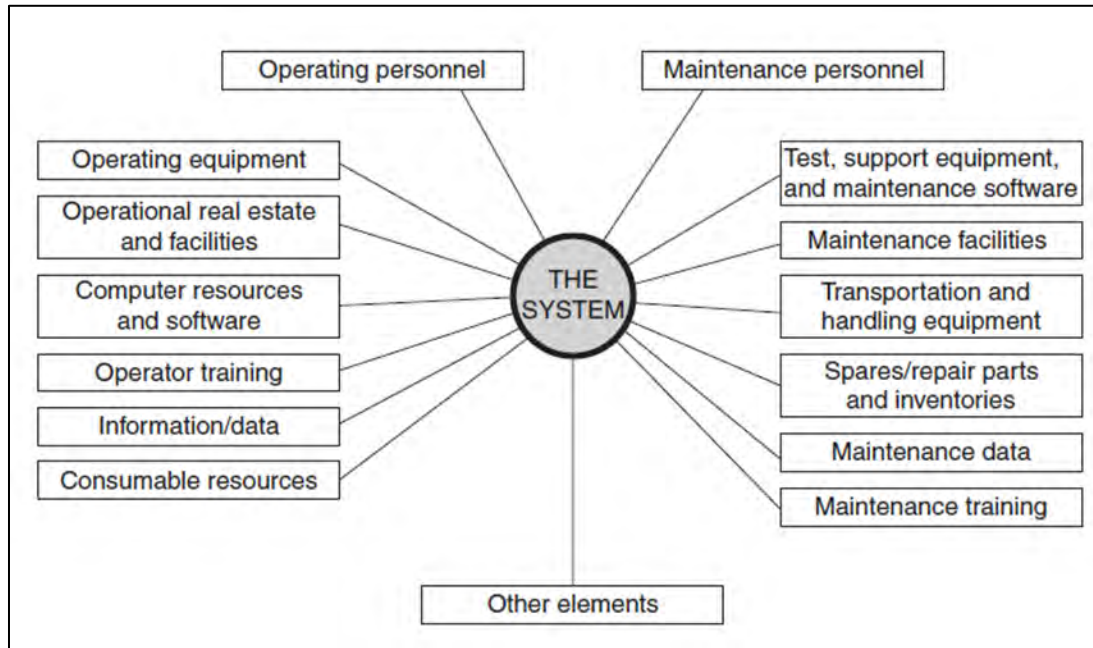 Operating personnel
Maintenance personnel
Operating equipment
Operational real estate
and facilities
Computer resources
and software
Operator training
Information/data
Consumable resources
THE
SYSTEM
Test, support equipment,
and maintenance software
Maintenance facilities
Transportation and
handling equipment
Spares/repair parts
and inventories
Maintenance data
Maintenance training
Other elements